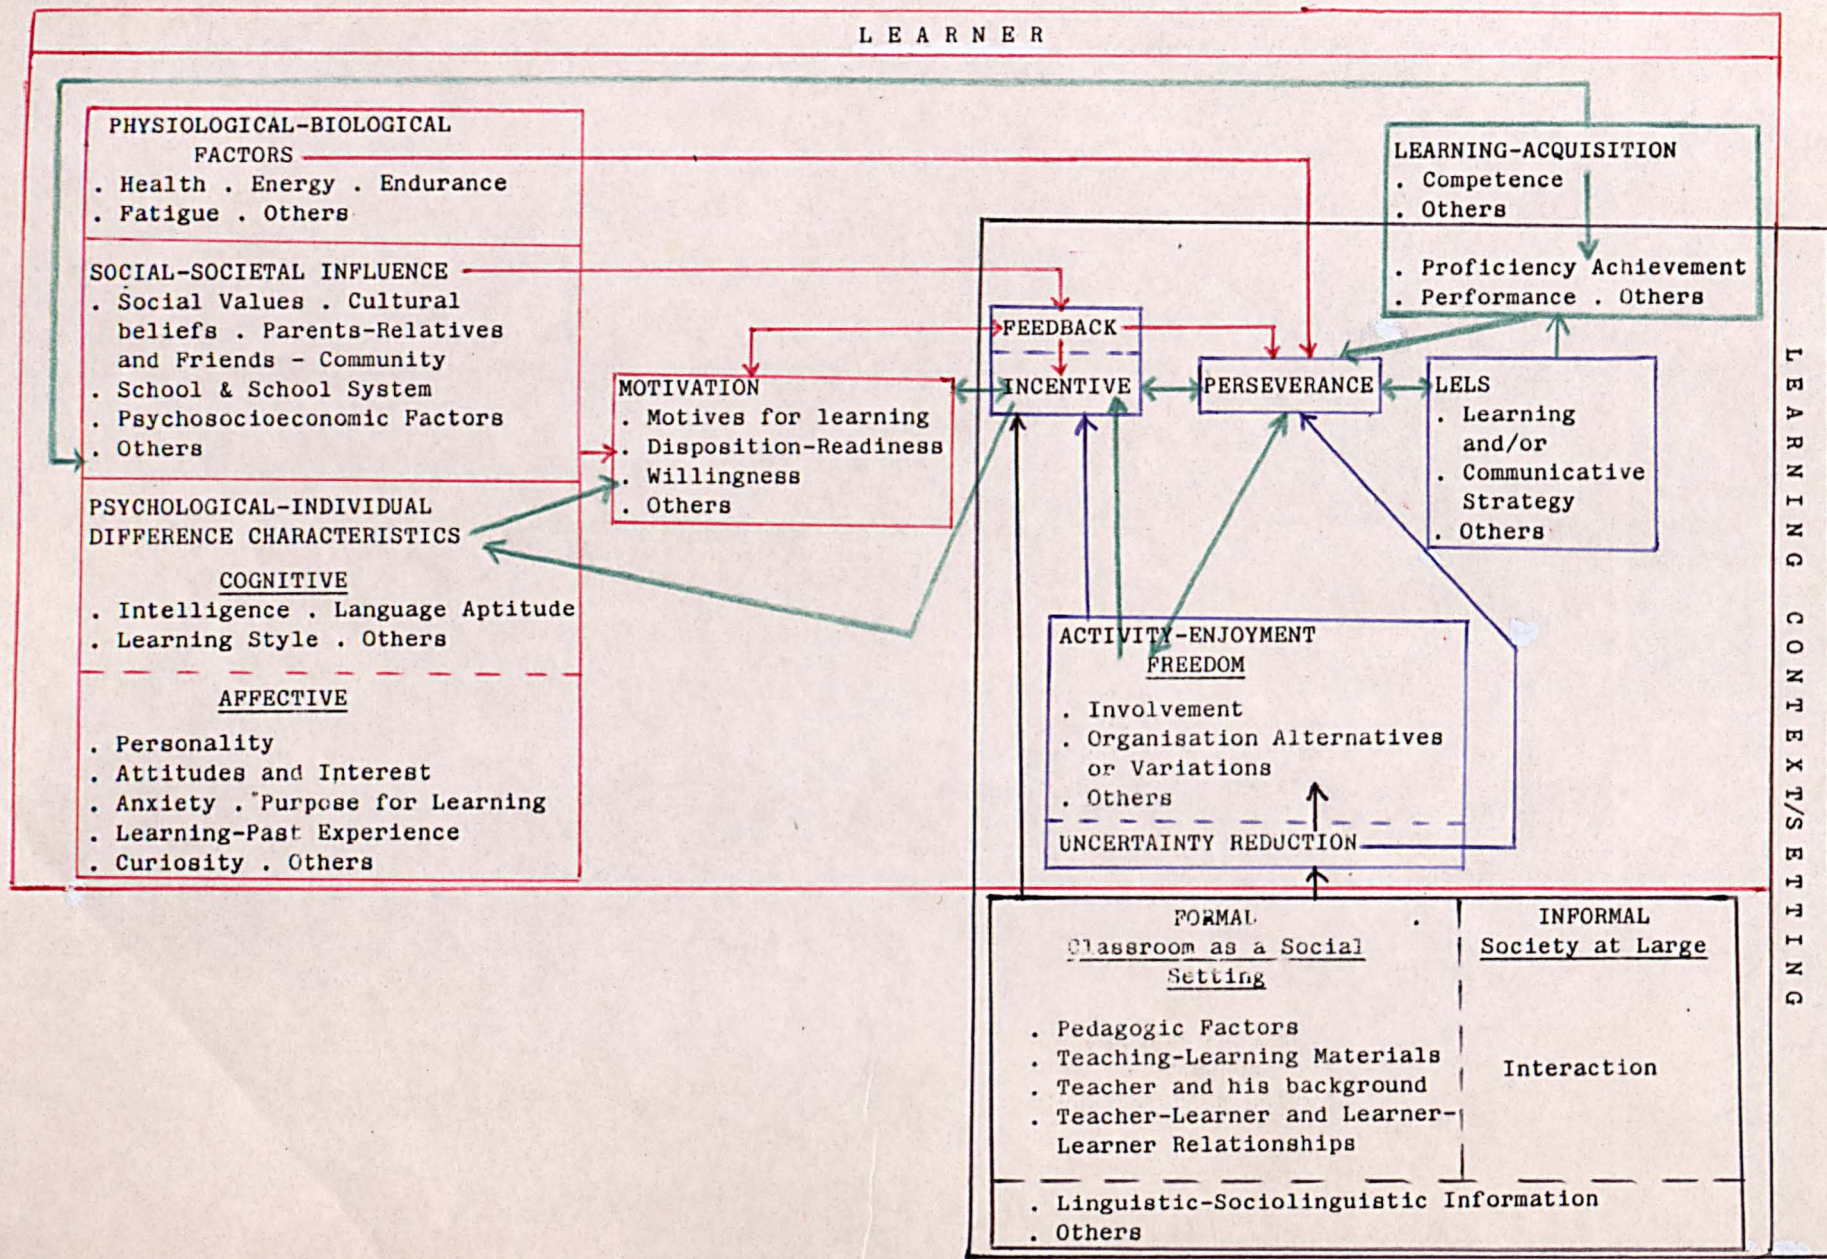 LEARNER
PHYSIOLOGICAL-BIOLOGICAL
FACTORS
. Health . Energy . Endurance
. Fatigue . Others
SOCIAL-SOCIETAL INFLUENCE
. Social Values . Cultural
beliefs . Parents-Relatives
and Friends - Community
. School & School System
. Psychosocioeconomic Factors
. Others
PSYCHOLOGICAL-INDIVIDUAL
DIFFERENCE CHARACTERISTICS
COGNITIVE
. Intelligence . Language Aptitude
. Learning Style . Others
AFFECTIVE
. Personality
. Attitudes and Interest
. Anxiety . Purpose for Learning
. Learning-Past Experience
. Curiosity . Others
MOTIVATION
. Motives for learning
. Disposition-Readiness
. Willingness
. Others
FEEDBACK
INCENTIVE
PERSEVERANCE
LEARNING-ACQUISITION
. Competence
. Others
. Proficiency Achievement
. Performance . Others
LELS
. Learning
and/or
. Communicative
Strategy
. Others
ACTIVITY-ENJOYMENT
FREEDOM
. Involvement
. Organisation Alternatives
or Variations
. Others
UNCERTAINTY REDUCTION
FORMAL
Classroom as a Social
Setting
. Pedagogic Factors
. Teaching-Learning Materials
. Teacher and his background
. Teacher-Learner and Learner-
Learner Relationships
INFORMAL
Society at Large
Interaction
. Linguistic-Sociolinguistic Information
. Others
LEARNING CONTEXT/SETTING